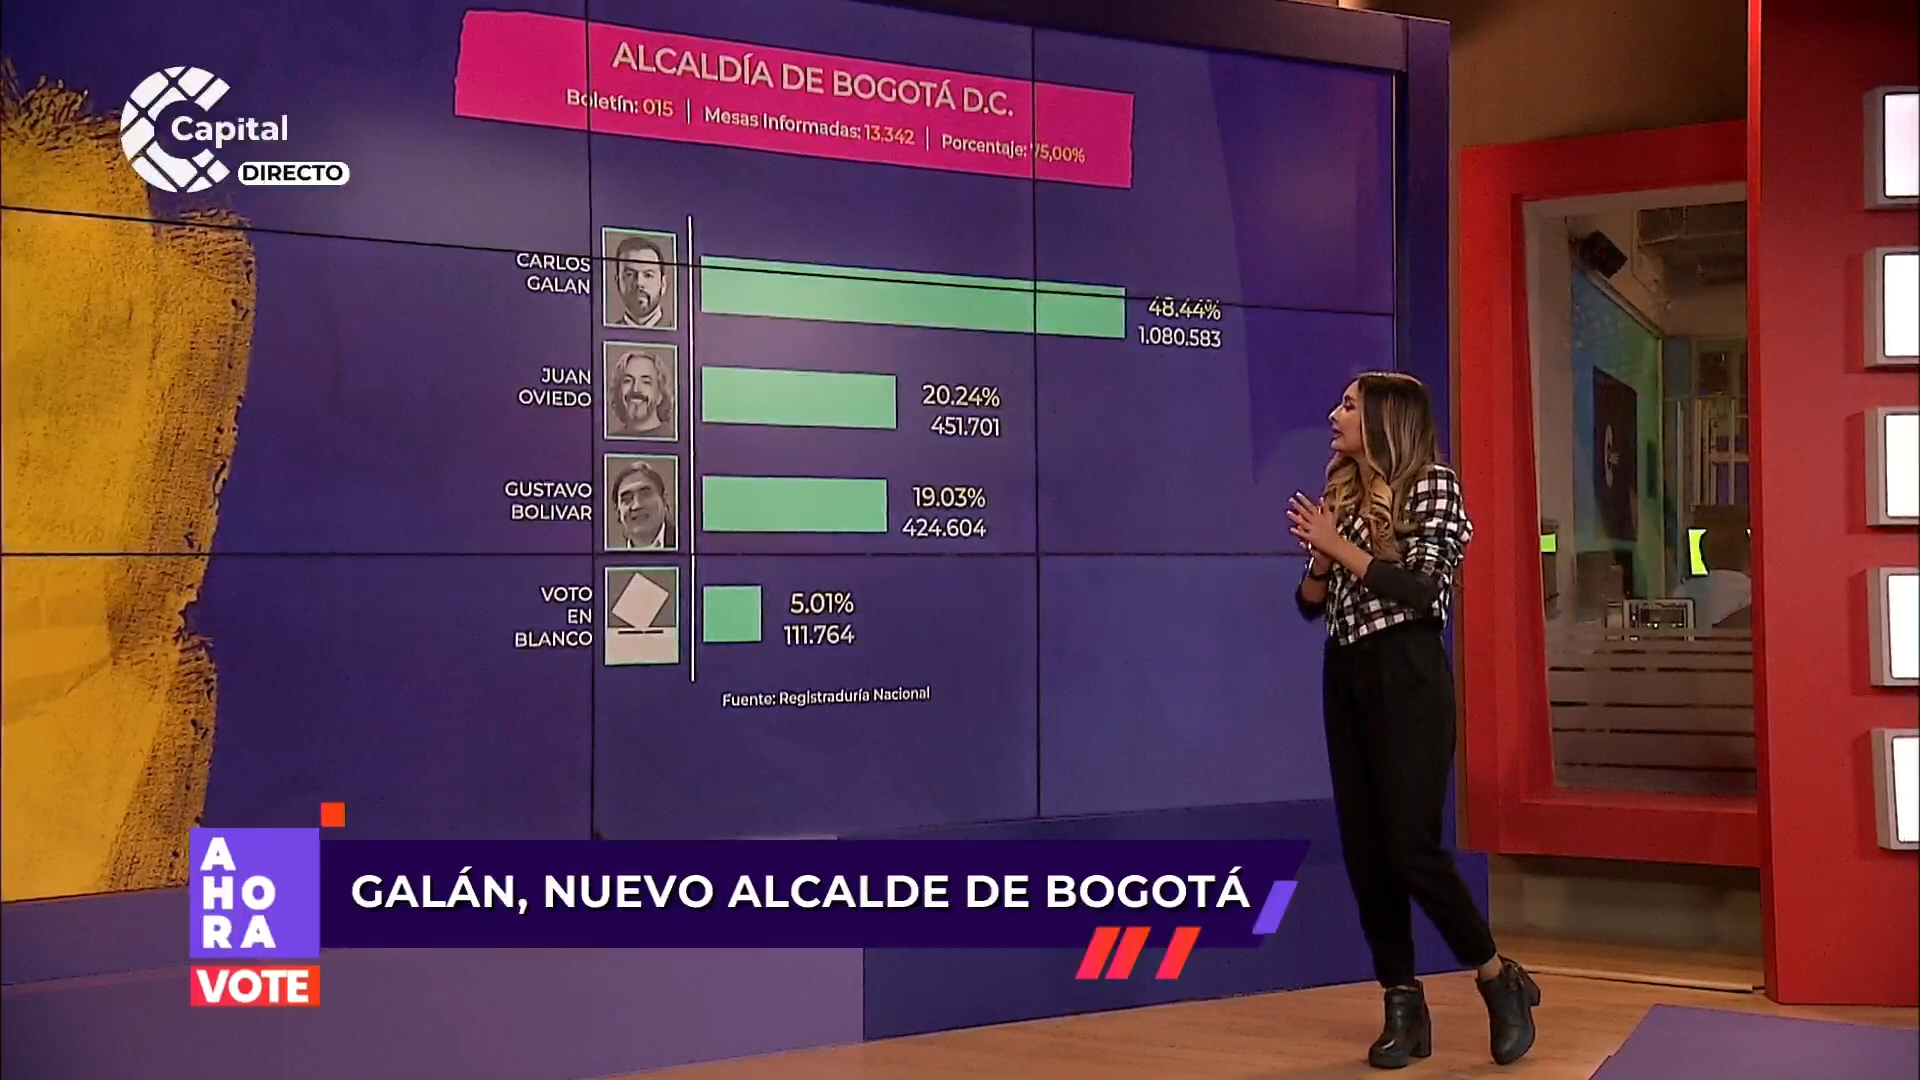 Capital
DIRECTO
ALCALDÍA DE BOGOTÁ D.C.
Boletín: 015 | Mesas Informadas: 13.342 | Porcentaje: 75,00%
CARLOS
GALAN
48.44%
1.080.583
JUAN
OVIEDO
20.24%
451.701
GUSTAVO
BOLIVAR
19.03%
424.604
VOTO
EN
BLANCO
5.01%
111.764
Fuente: Registraduría Nacional
AHORA
VOTE
GALÁN, NUEVO ALCALDE DE BOGOTÁ